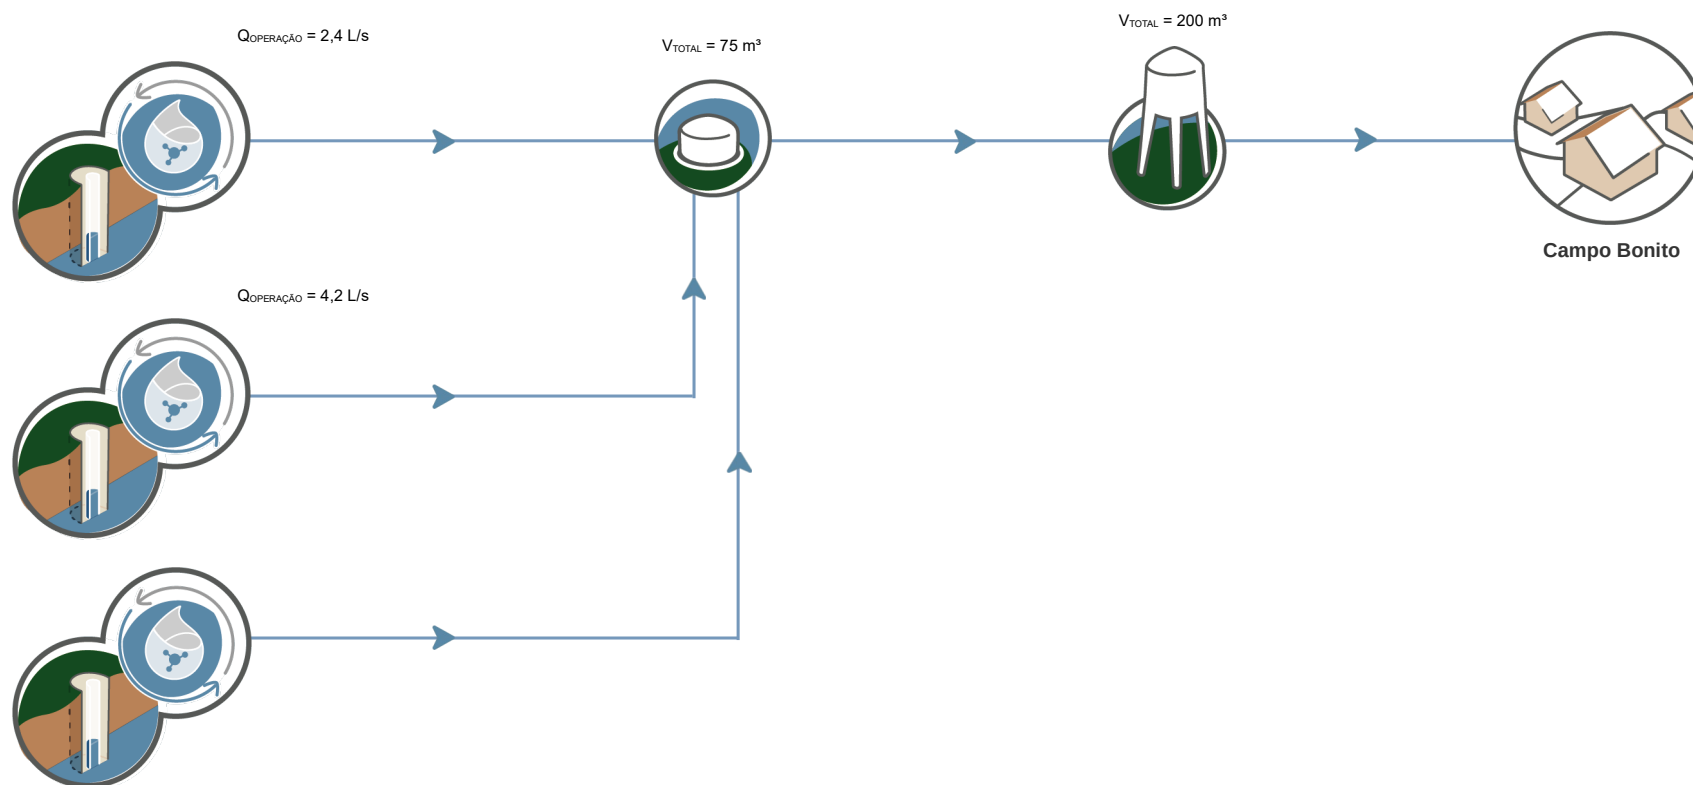 Qoperação = 2,4 L/s
Vtotal = 75 m³
Vtotal = 200 m³
Campo Bonito
Qoperação = 4,2 L/s